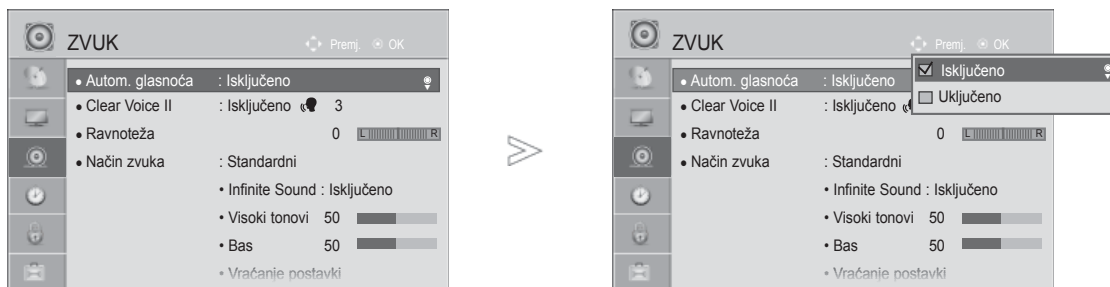 ZVUK
Premj. OK
• Autom. glasnoća : Isključeno
• Clear Voice II : Isključeno 3
• Ravnoteža 0 L R
• Način zvuka : Standardni
• Infinite Sound : Isključeno
• Visoki tonovi 50
• Bas 50
• Vraćanje postavki
ZVUK
Premj. OK
• Autom. glasnoća : Isključeno
• Clear Voice II : Isključeno
• Ravnoteža 0 L R
• Način zvuka : Standardni
• Infinite Sound : Isključeno
• Visoki tonovi 50
• Bas 50
• Vraćanje postavki
Isključeno
Uključeno